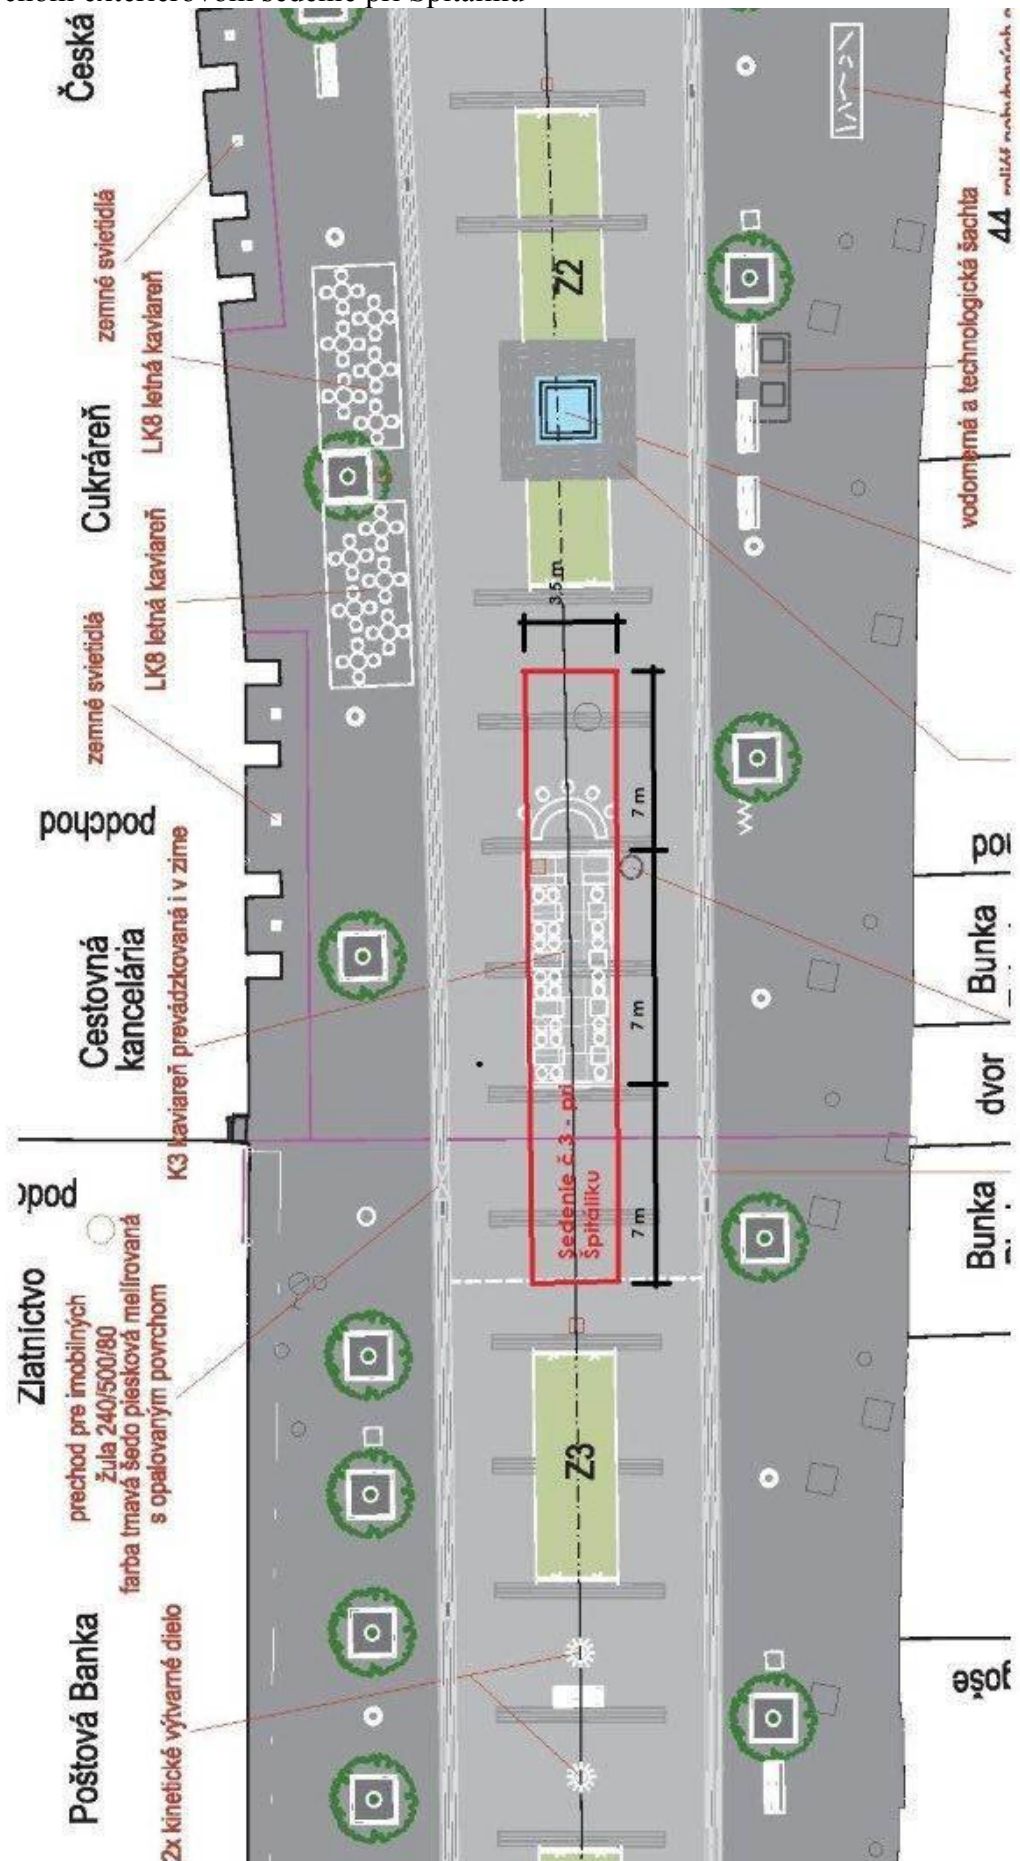 Česká
zemné svietidlá
LK8 letná kaviareň
Cukráreň
LK8 letná kaviareň
zemné svietidlá
podchod
K3 kaviareň prevádzkovaná i v zime
Cestovná
kancelária
Zlatníctvo
prechod pre imobilných
žula 240/500/80
farba tmavá šedo piesková melírovaná
s opalovaným povrchom
Poštová Banka
2x kinetické výtvarné dielo
Z2
3,5 m
7 m
7 m
7 m
Sedenie č.3 - pri
Špitáliku
Z3
44
vodomerná a technologická šachta
Bunka
dvor
Bunka